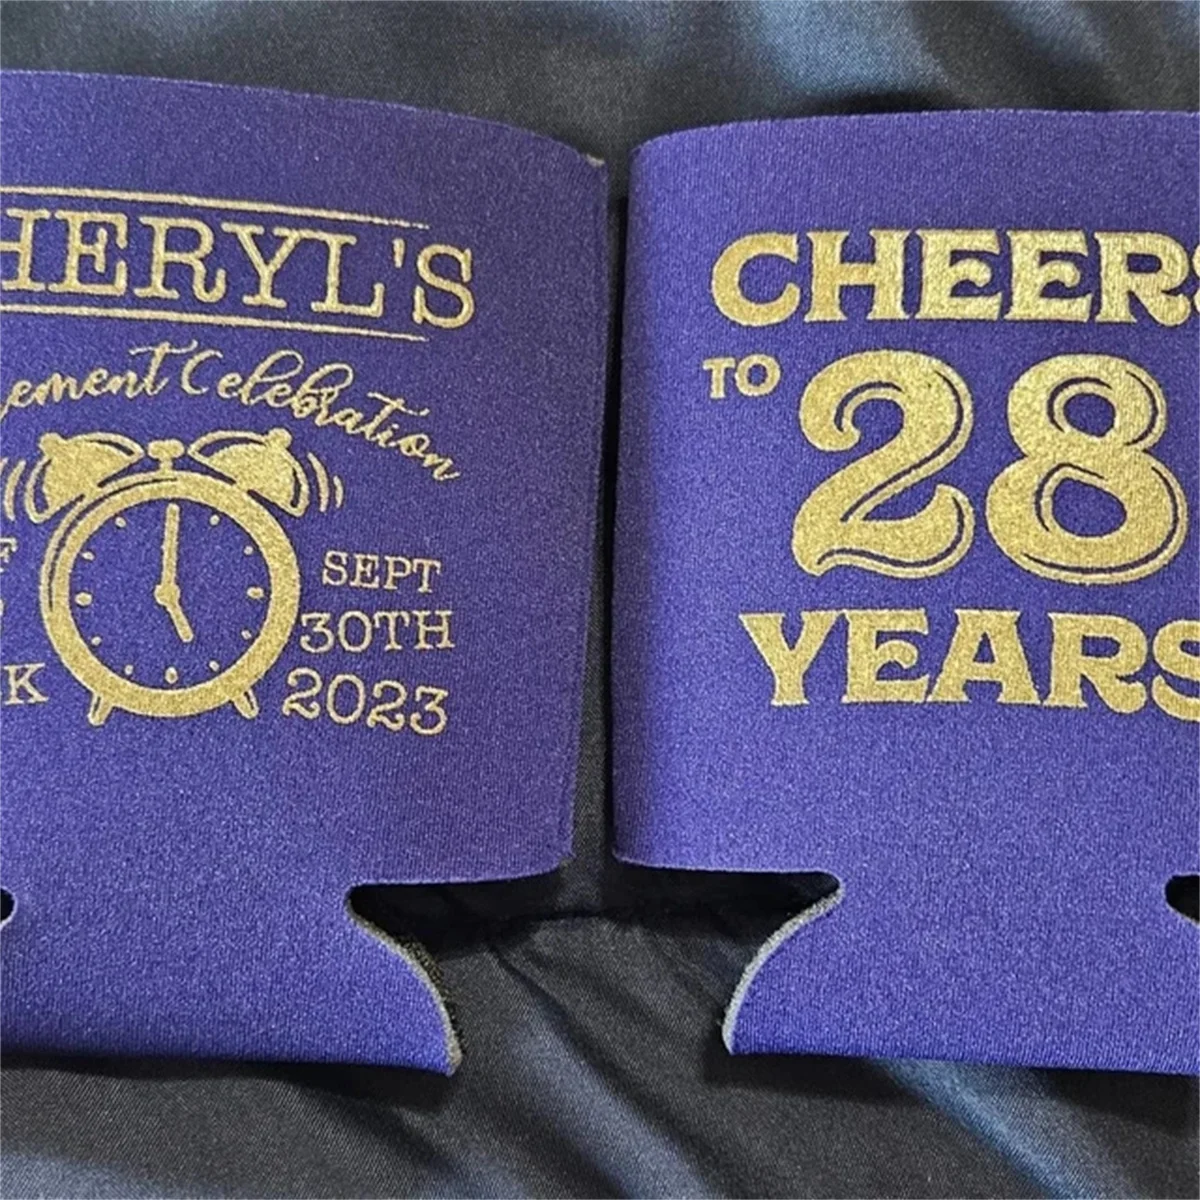 HERYL'S
ement Celebration
F
K
SEPT
30TH
2023
CHEERS
TO 28
YEARS